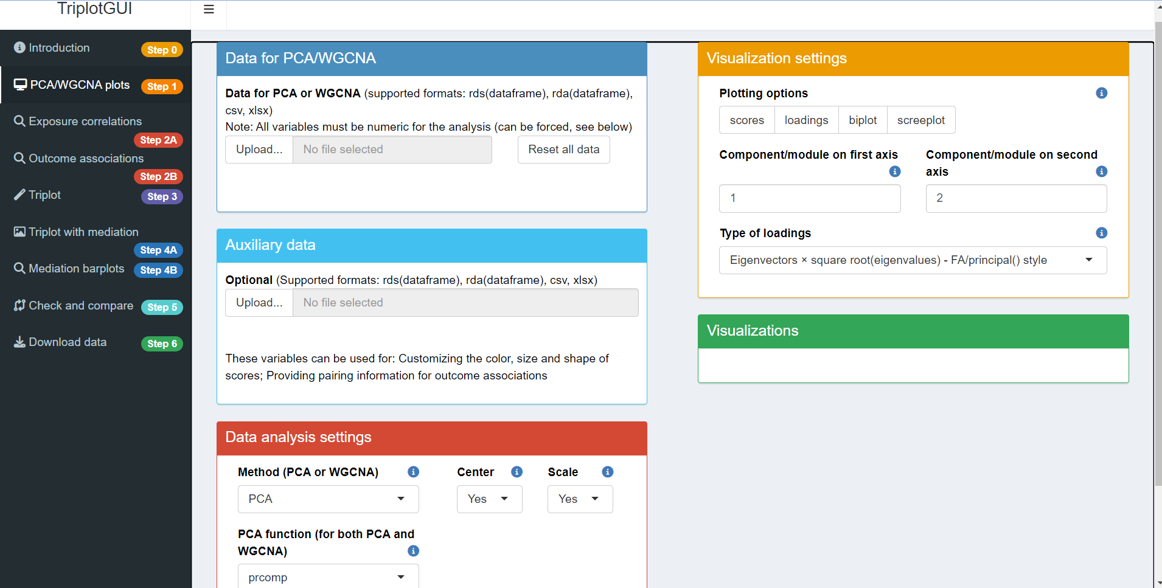 TriplotGUI
Introduction
Step 0
PCA/WGCNA plots
Step 1
Exposure correlations
Step 2A
Outcome associations
Step 2B
Triplot
Step 3
Triplot with mediation
Step 4A
Mediation barplots
Step 4B
Check and compare
Step 5
Download data
Step 6
Data for PCA/WGCNA
Data for PCA or WGCNA (supported formats: rds(dataframe), rda(dataframe),
csv, xlsx)
Note: All variables must be numeric for the analysis (can be forced, see below)
Upload... No file selected
Reset all data
Auxiliary data
Optional (Supported formats: rds(dataframe), rda(dataframe), csv, xlsx)
Upload... No file selected
These variables can be used for: Customizing the color, size and shape of
scores; Providing pairing information for outcome associations
Data analysis settings
Method (PCA or WGCNA)
PCA
Center
Yes
Scale
Yes
PCA function (for both PCA and
WGCNA)
prcomp
Visualization settings
Plotting options
scores loadings biplot screeplot
Component/module on first axis
1
Component/module on second
axis
2
Type of loadings
Eigenvectors × square root(eigenvalues) - FA/principal() style
Visualizations